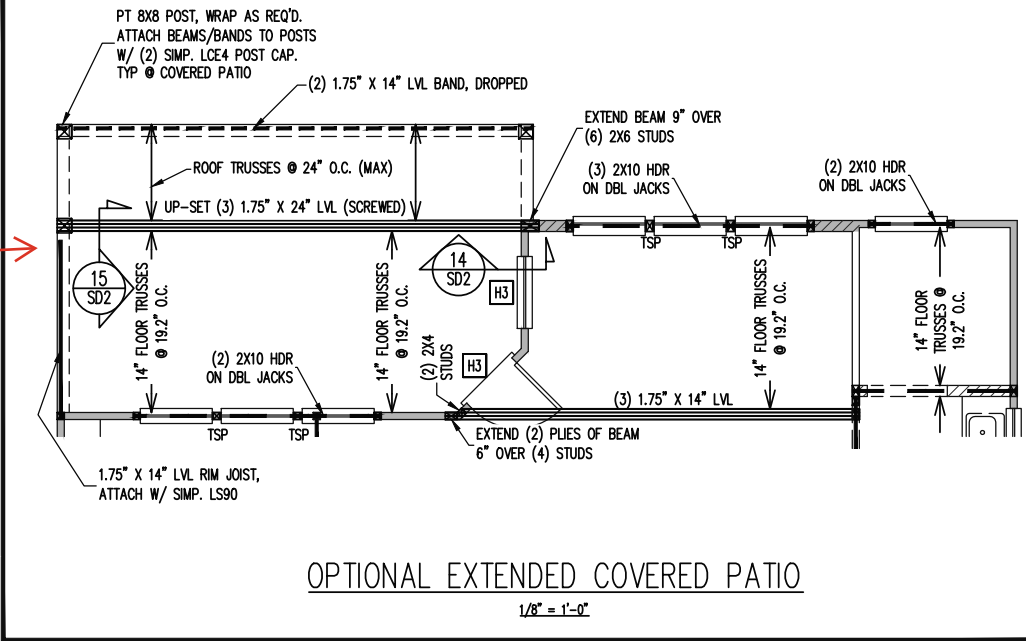 PT 8X8 POST, WRAP AS REQ'D.
ATTACH BEAMS/BANDS TO POSTS
W/ (2) SIMP. LCE4 POST CAP.
TYP @ COVERED PATIO
(2) 1.75" X 14" LVL BAND, DROPPED
EXTEND BEAM 9" OVER
(6) 2X6 STUDS
ROOF TRUSSES @ 24" O.C. (MAX)
(3) 2X10 HDR
ON DBL JACKS
(2) 2X10 HDR
ON DBL JACKS
UP-SET (3) 1.75" X 24" LVL (SCREWED)
TSP
TSP
15
SD2
14
SD2
H3
14" FLOOR TRUSSES
@ 19.2" O.C.
14" FLOOR TRUSSES
@ 19.2" O.C.
14" FLOOR TRUSSES
@ 19.2" O.C.
14" FLOOR
TRUSSES @
19.2" O.C.
(2) 2X10 HDR
ON DBL JACKS
(2) 2X4
STUDS
H3
(3) 1.75" X 14" LVL
TSP
TSP
EXTEND (2) PLIES OF BEAM
6" OVER (4) STUDS
1.75" X 14" LVL RIM JOIST,
ATTACH W/ SIMP. LS90
OPTIONAL EXTENDED COVERED PATIO
1/8" = 1'-0"